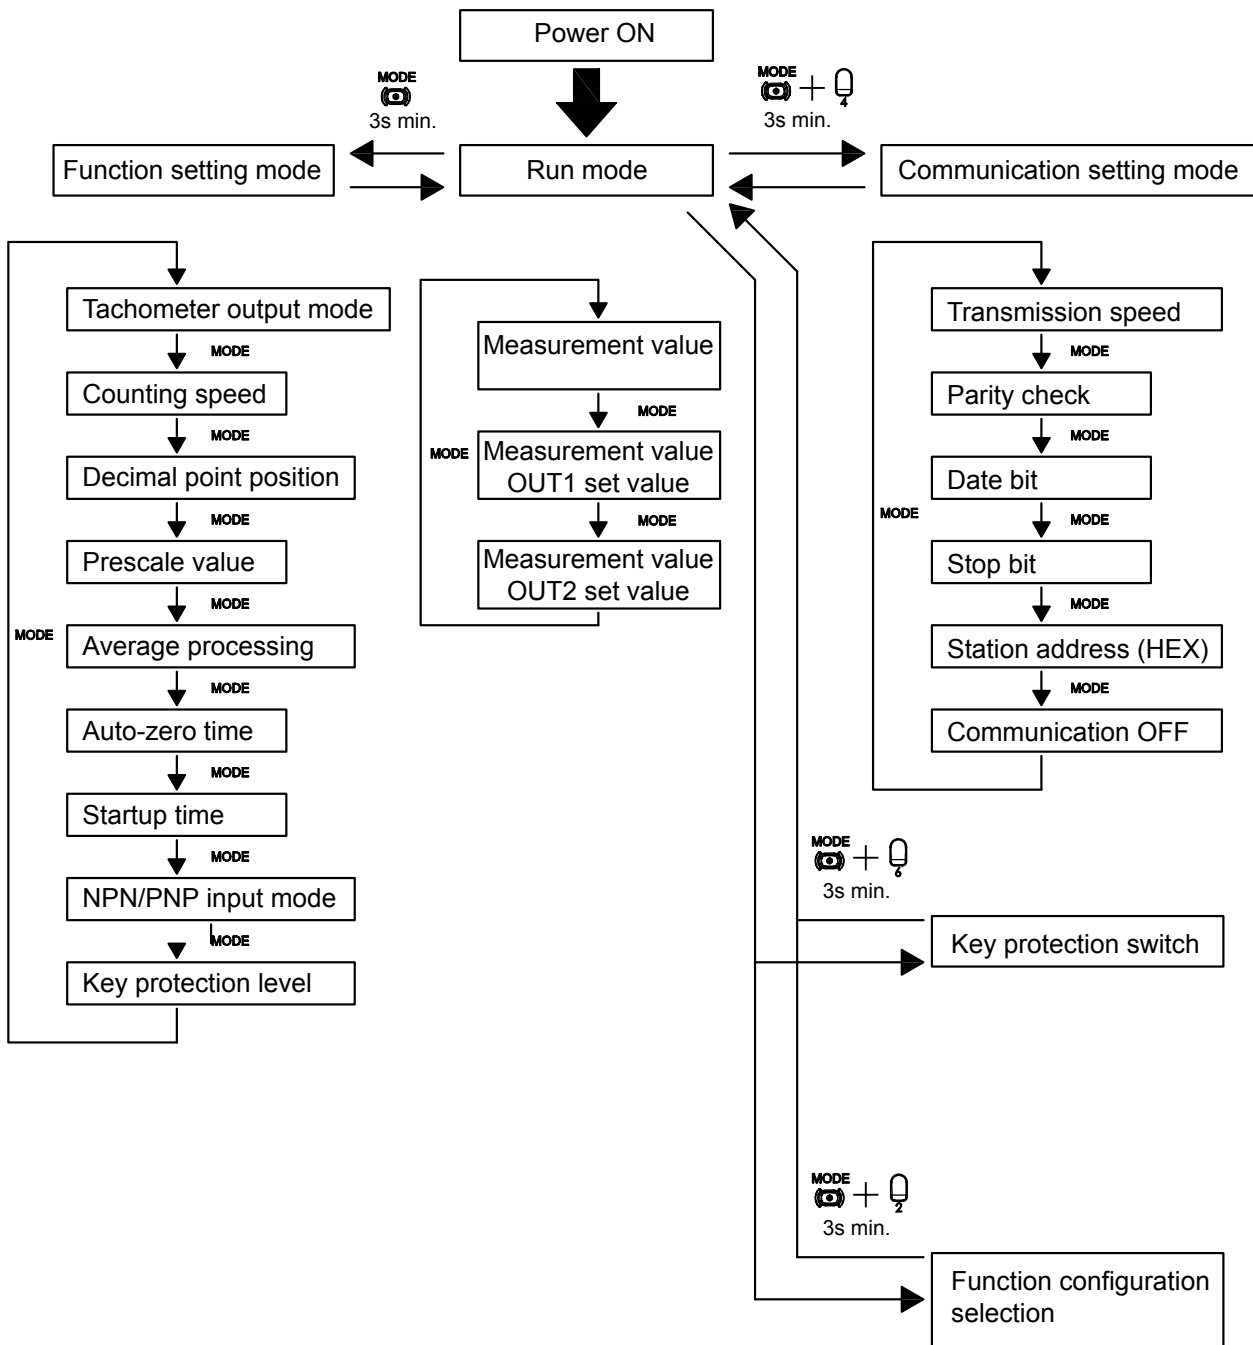 Power ON
MODE
3s min.
MODE
4
3s min.
Function setting mode
Run mode
Communication setting mode
Tachometer output mode
MODE
Counting speed
MODE
Decimal point position
MODE
Prescale value
MODE
MODE
Average processing
MODE
Auto-zero time
MODE
Startup time
MODE
NPN/PNP input mode
MODE
Key protection level
Measurement value
MODE
MODE
Measurement value
OUT1 set value
MODE
Measurement value
OUT2 set value
Transmission speed
MODE
Parity check
MODE
Date bit
MODE
MODE
Stop bit
MODE
Station address (HEX)
MODE
Communication OFF
MODE
6
3s min.
Key protection switch
MODE
2
3s min.
Function configuration
selection